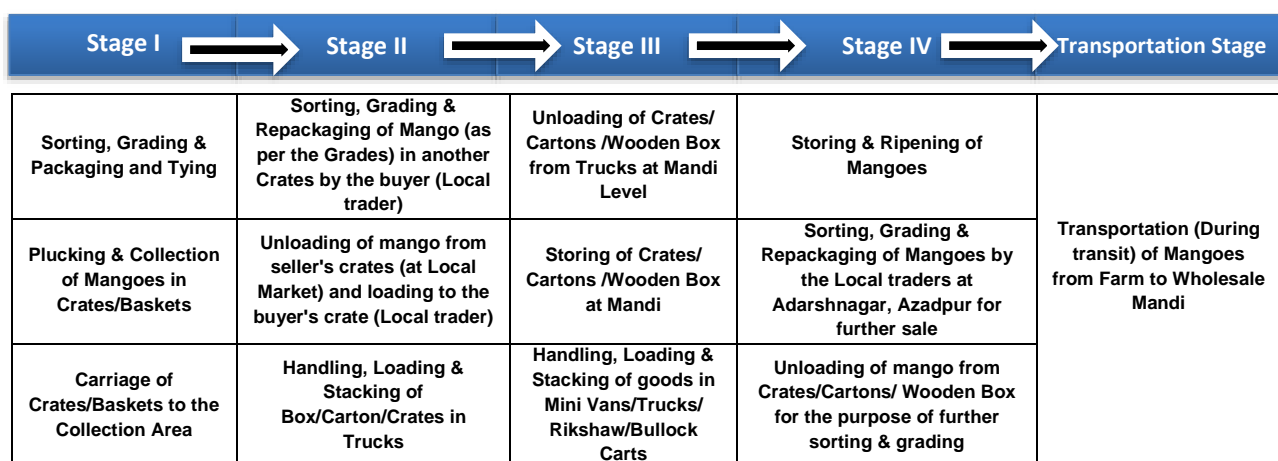 Stage I
Stage II
Stage III
Stage IV
Transportation Stage
Sorting, Grading &
Packaging and Tying
Sorting, Grading &
Repackaging of Mango (as
per the Grades) in another
Crates by the buyer (Local
trader)
Unloading of Crates/
Cartons /Wooden Box
from Trucks at Mandi
Level
Storing & Ripening of
Mangoes
Transportation (During
transit) of Mangoes
from Farm to Wholesale
Mandi
Plucking & Collection
of Mangoes in
Crates/Baskets
Unloading of mango from
seller's crates (at Local
Market) and loading to the
buyer's crate (Local trader)
Storing of Crates/
Cartons /Wooden Box
at Mandi
Sorting, Grading &
Repackaging of Mangoes by
the Local traders at
Adarshnagar, Azadpur for
further sale
Carriage of
Crates/Baskets to the
Collection Area
Handling, Loading &
Stacking of
Box/Carton/Crates in
Trucks
Handling, Loading &
Stacking of goods in
Mini Vans/Trucks/
Rikshaw/Bullock
Carts
Unloading of mango from
Crates/Cartons/ Wooden Box
for the purpose of further
sorting & grading